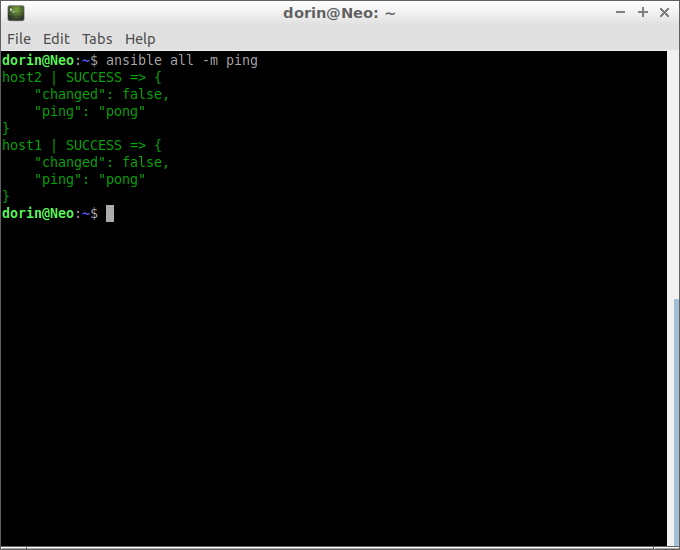 dorin@Neo: ~
File Edit Tabs Help
dorin@Neo:~$ ansible all -m ping
host2 | SUCCESS => {
    "changed": false,
    "ping": "pong"
}
host1 | SUCCESS => {
    "changed": false,
    "ping": "pong"
}
dorin@Neo:~$